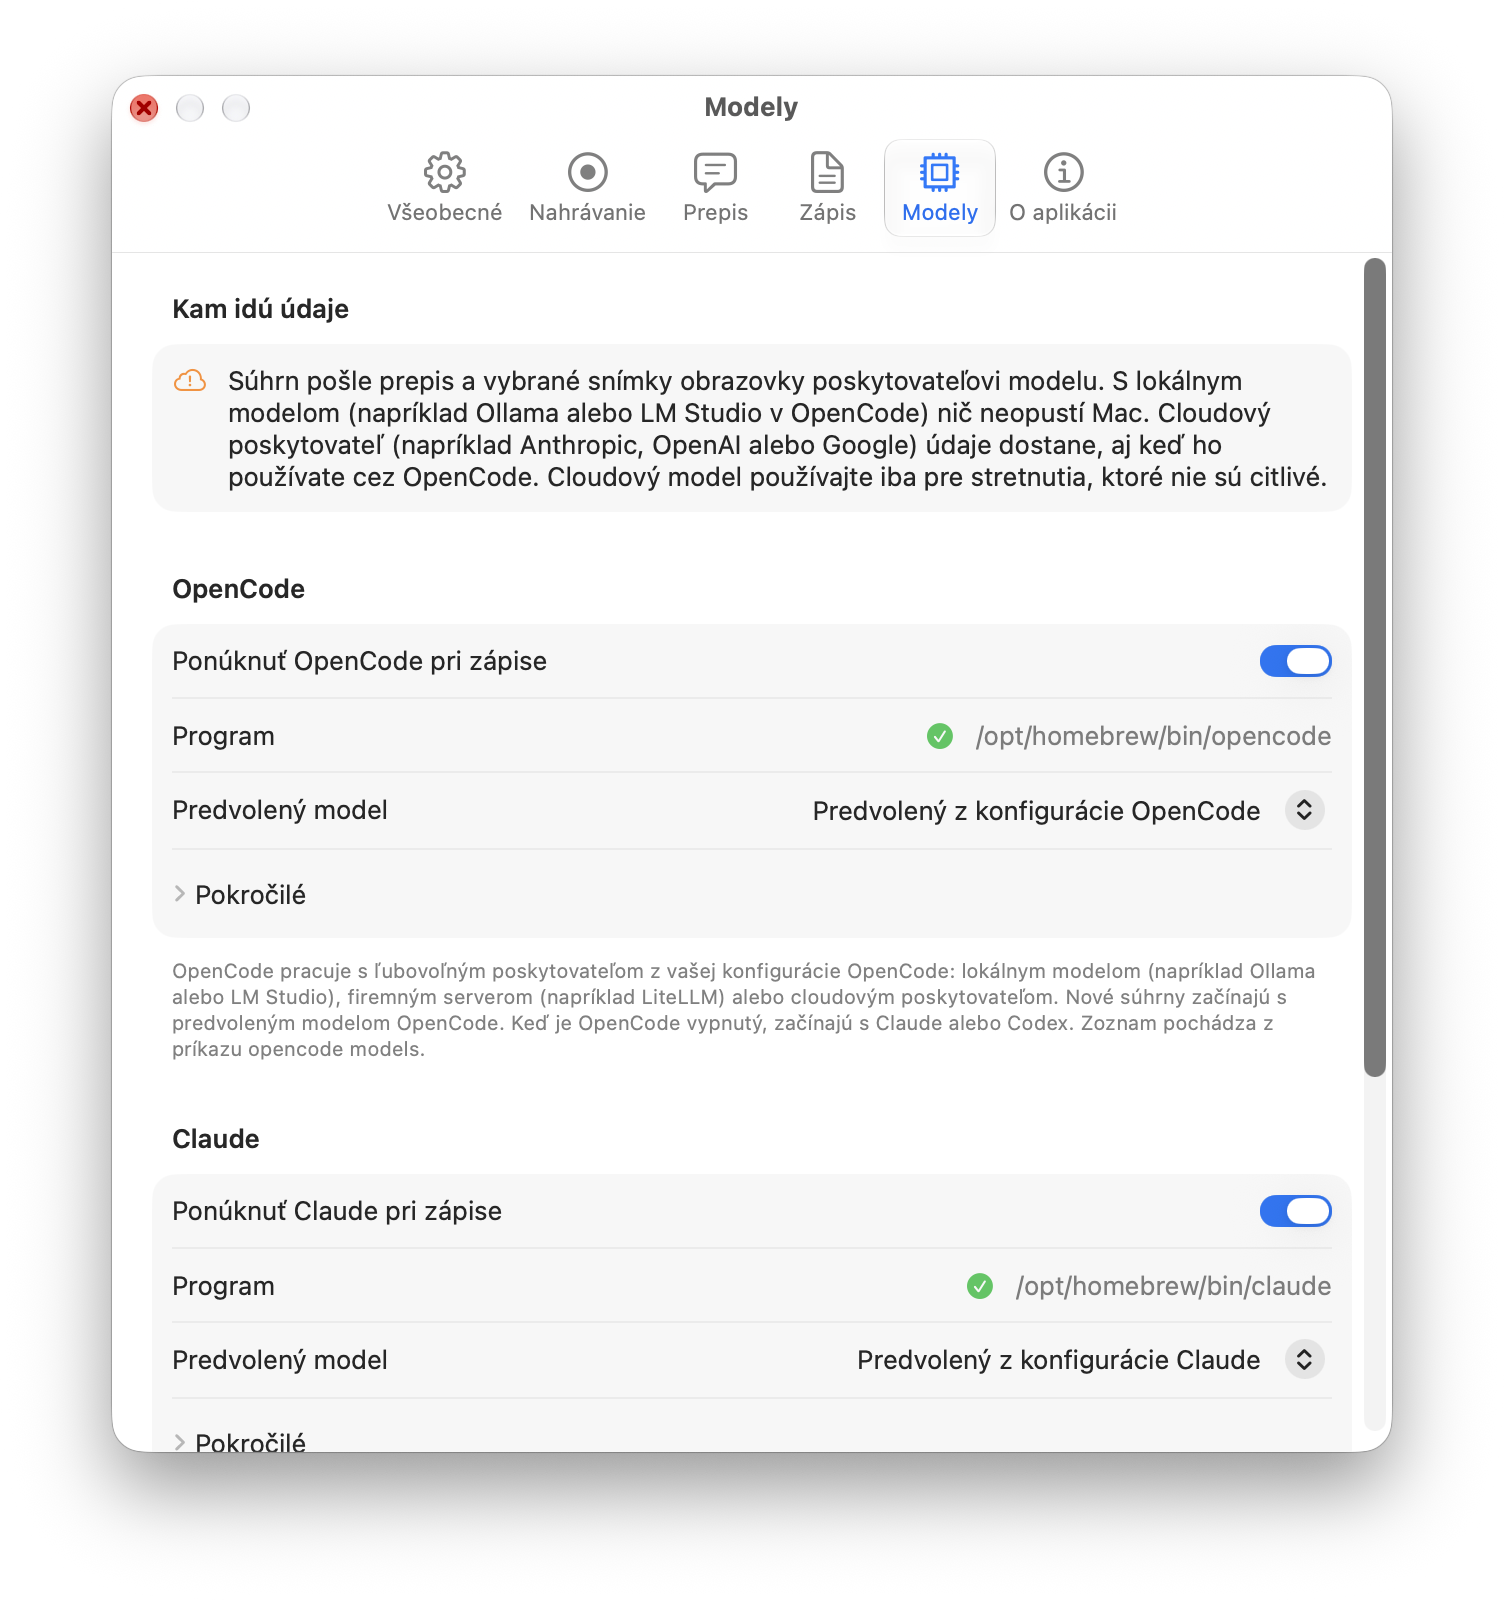 Modely
Všeobecné
Nahrávanie
Prepis
Zápis
Modely
O aplikácii
Kam idú údaje
Súhrn pošle prepis a vybrané snímky obrazovky poskytovateľovi modelu. S lokálnym
modelom (napríklad Ollama alebo LM Studio v OpenCode) nič neopustí Mac. Cloudový
poskytovateľ (napríklad Anthropic, OpenAI alebo Google) údaje dostane, aj keď ho
používate cez OpenCode. Cloudový model používajte iba pre stretnutia, ktoré nie sú citlivé.
OpenCode
Ponúknuť OpenCode pri zápise
Program
/opt/homebrew/bin/opencode
Predvolený model
Predvolený z konfigurácie OpenCode
Pokročilé
OpenCode pracuje s ľubovoľným poskytovateľom z vašej konfigurácie OpenCode: lokálnym modelom (napríklad Ollama
alebo LM Studio), firemným serverom (napríklad LiteLLM) alebo cloudovým poskytovateľom. Nové súhrny začínajú s
predvoleným modelom OpenCode. Keď je OpenCode vypnutý, začínajú s Claude alebo Codex. Zoznam pochádza z
príkazu opencode models.
Claude
Ponúknuť Claude pri zápise
Program
/opt/homebrew/bin/claude
Predvolený model
Predvolený z konfigurácie Claude
Pokročilé